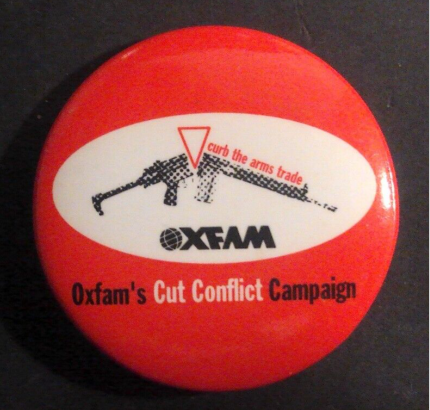 curb the arms trade
OXFAM
Oxfam's Cut Conflict Campaign